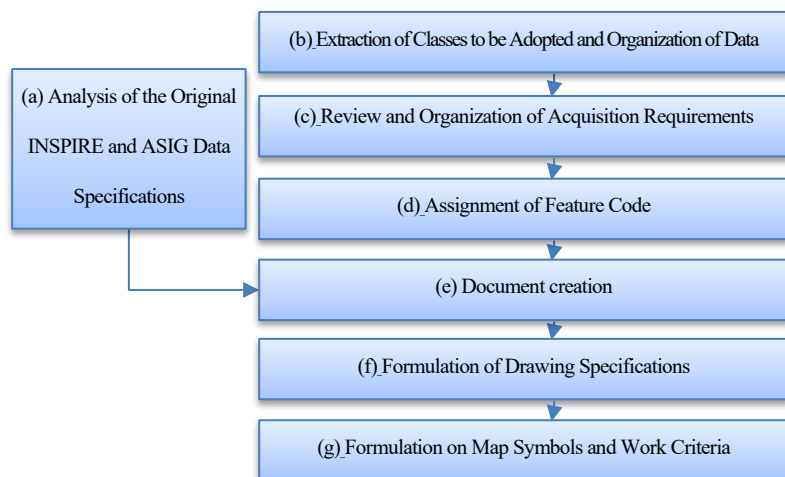 (a) Analysis of the Original
INSPIRE and ASIG Data
Specifications
(b) Extraction of Classes to be Adopted and Organization of Data
(c) Review and Organization of Acquisition Requirements
(d) Assignment of Feature Code
(e) Document creation
(f) Formulation of Drawing Specifications
(g) Formulation on Map Symbols and Work Criteria